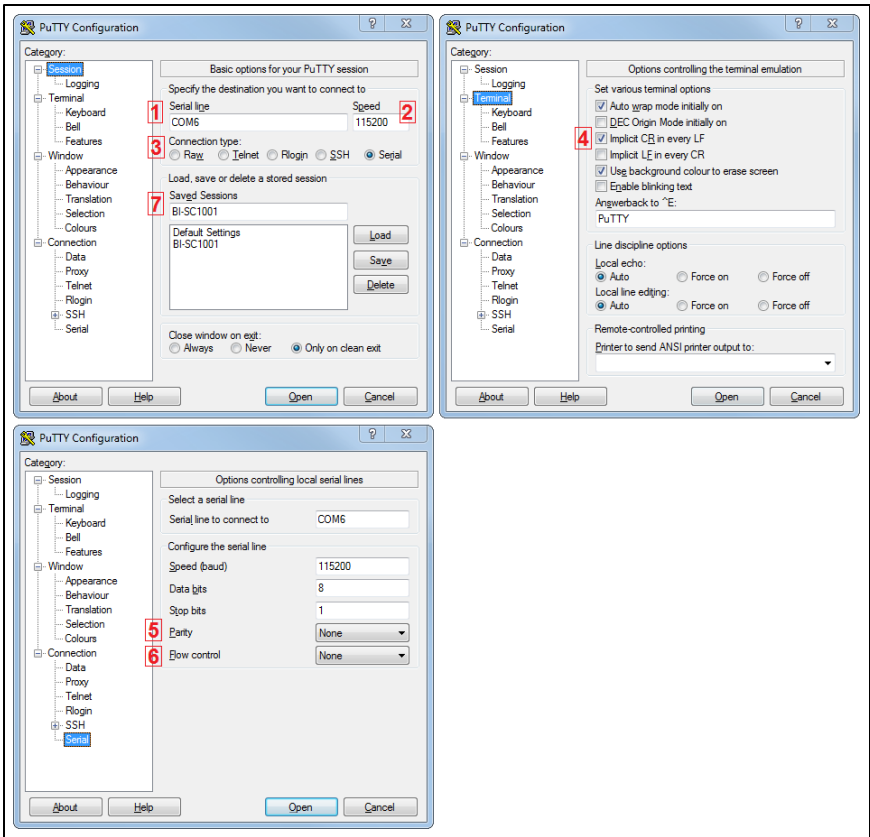 PuTTY Configuration
Category:
Session
Logging
Terminal
Keyboard
Bell
Features
Window
Appearance
Behaviour
Translation
Selection
Colours
Connection
Data
Proxy
Telnet
Rlogin
SSH
Serial
Basic options for your PuTTY session
Specify the destination you want to connect to
1 Serial line Speed 2
COM6 115200
3 Connection type:
Raw Telnet Rlogin SSH Serial
Load, save or delete a stored session
7 Saved Sessions
BI-SC1001
Default Settings
BI-SC1001
Load
Save
Delete
Close window on exit:
Always Never Only on clean exit
About Help Open Cancel
PuTTY Configuration
Category:
Session
Logging
Terminal
Keyboard
Bell
Features
Window
Appearance
Behaviour
Translation
Selection
Colours
Connection
Data
Proxy
Telnet
Rlogin
SSH
Serial
Options controlling the terminal emulation
Set various terminal options
Auto wrap mode initially on
DEC Origin Mode initially on
4 Implicit CR in every LF
Implicit LF in every CR
Use background colour to erase screen
Enable blinking text
Answerback to ^E:
PuTTY
Line discipline options
Local echo:
Auto Force on Force off
Local line editing:
Auto Force on Force off
Remote-controlled printing
Printer to send ANSI printer output to:
About Help Open Cancel
PuTTY Configuration
Category:
Session
Logging
Terminal
Keyboard
Bell
Features
Window
Appearance
Behaviour
Translation
Selection
Colours
Connection
Data
Proxy
Telnet
Rlogin
SSH
Serial
Options controlling local serial lines
Select a serial line
Serial line to connect to COM6
Configure the serial line
Speed (baud) 115200
Data bits 8
Stop bits 1
5 Parity None
6 Flow control None
About Help Open Cancel